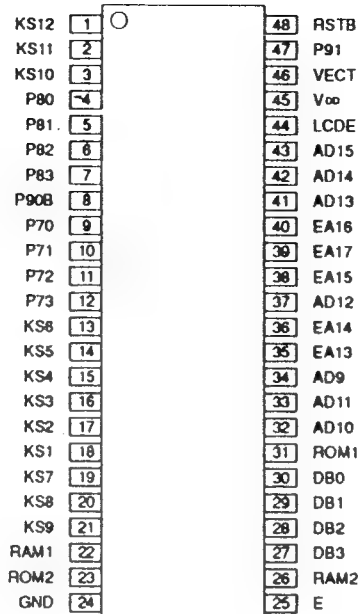 KS12 1 48 RSTB
KS11 2 47 P91
KS10 3 46 VECT
P80 4 45 VDD
P81 5 44 LCDE
P82 6 43 AD15
P83 7 42 AD14
P90B 8 41 AD13
P70 9 40 EA16
P71 10 39 EA17
P72 11 38 EA15
P73 12 37 AD12
KS6 13 36 EA14
KS5 14 35 EA13
KS4 15 34 AD9
KS3 16 33 AD11
KS2 17 32 AD10
KS1 18 31 ROM1
KS7 19 30 DB0
KS8 20 29 DB1
KS9 21 28 DB2
RAM1 22 27 DB3
ROM2 23 26 RAM2
GND 24 25 E